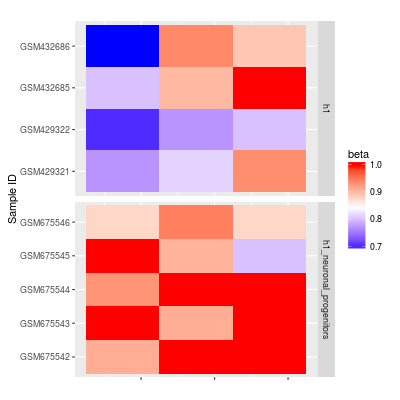 GSM432686
GSM432685
GSM429322
GSM429321
h1
GSM675546
GSM675545
GSM675544
GSM675543
GSM675542
h1_neuronal_progenitors
Sample ID
beta
1.0
0.9
0.8
0.7